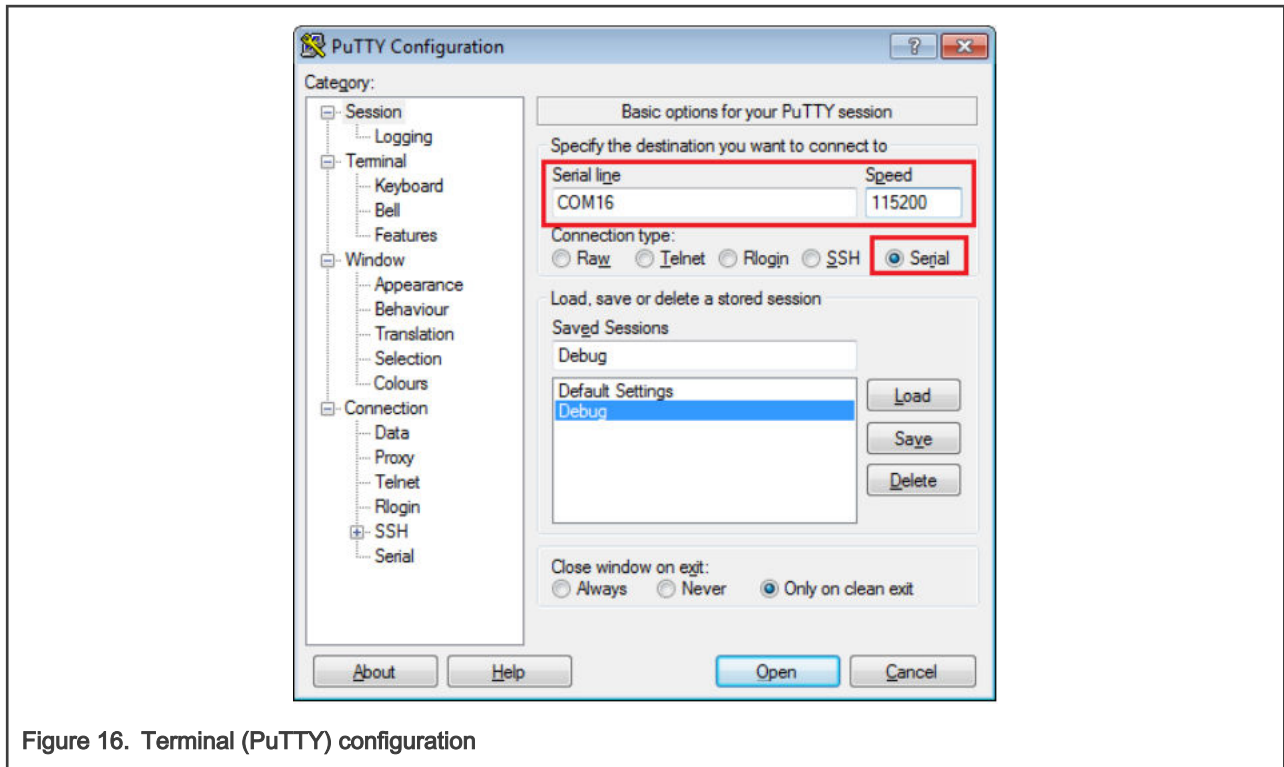 PuTTY Configuration
Category:
Session
Logging
Terminal
Keyboard
Bell
Features
Window
Appearance
Behaviour
Translation
Selection
Colours
Connection
Data
Proxy
Telnet
Rlogin
SSH
Serial
Basic options for your PuTTY session
Specify the destination you want to connect to
Serial line Speed
COM16 115200
Connection type:
Raw Telnet Rlogin SSH Serial
Load, save or delete a stored session
Saved Sessions
Debug
Default Settings
Debug
Load
Save
Delete
Close window on exit:
Always Never Only on clean exit
About Help Open Cancel
Figure 16. Terminal (PuTTY) configuration